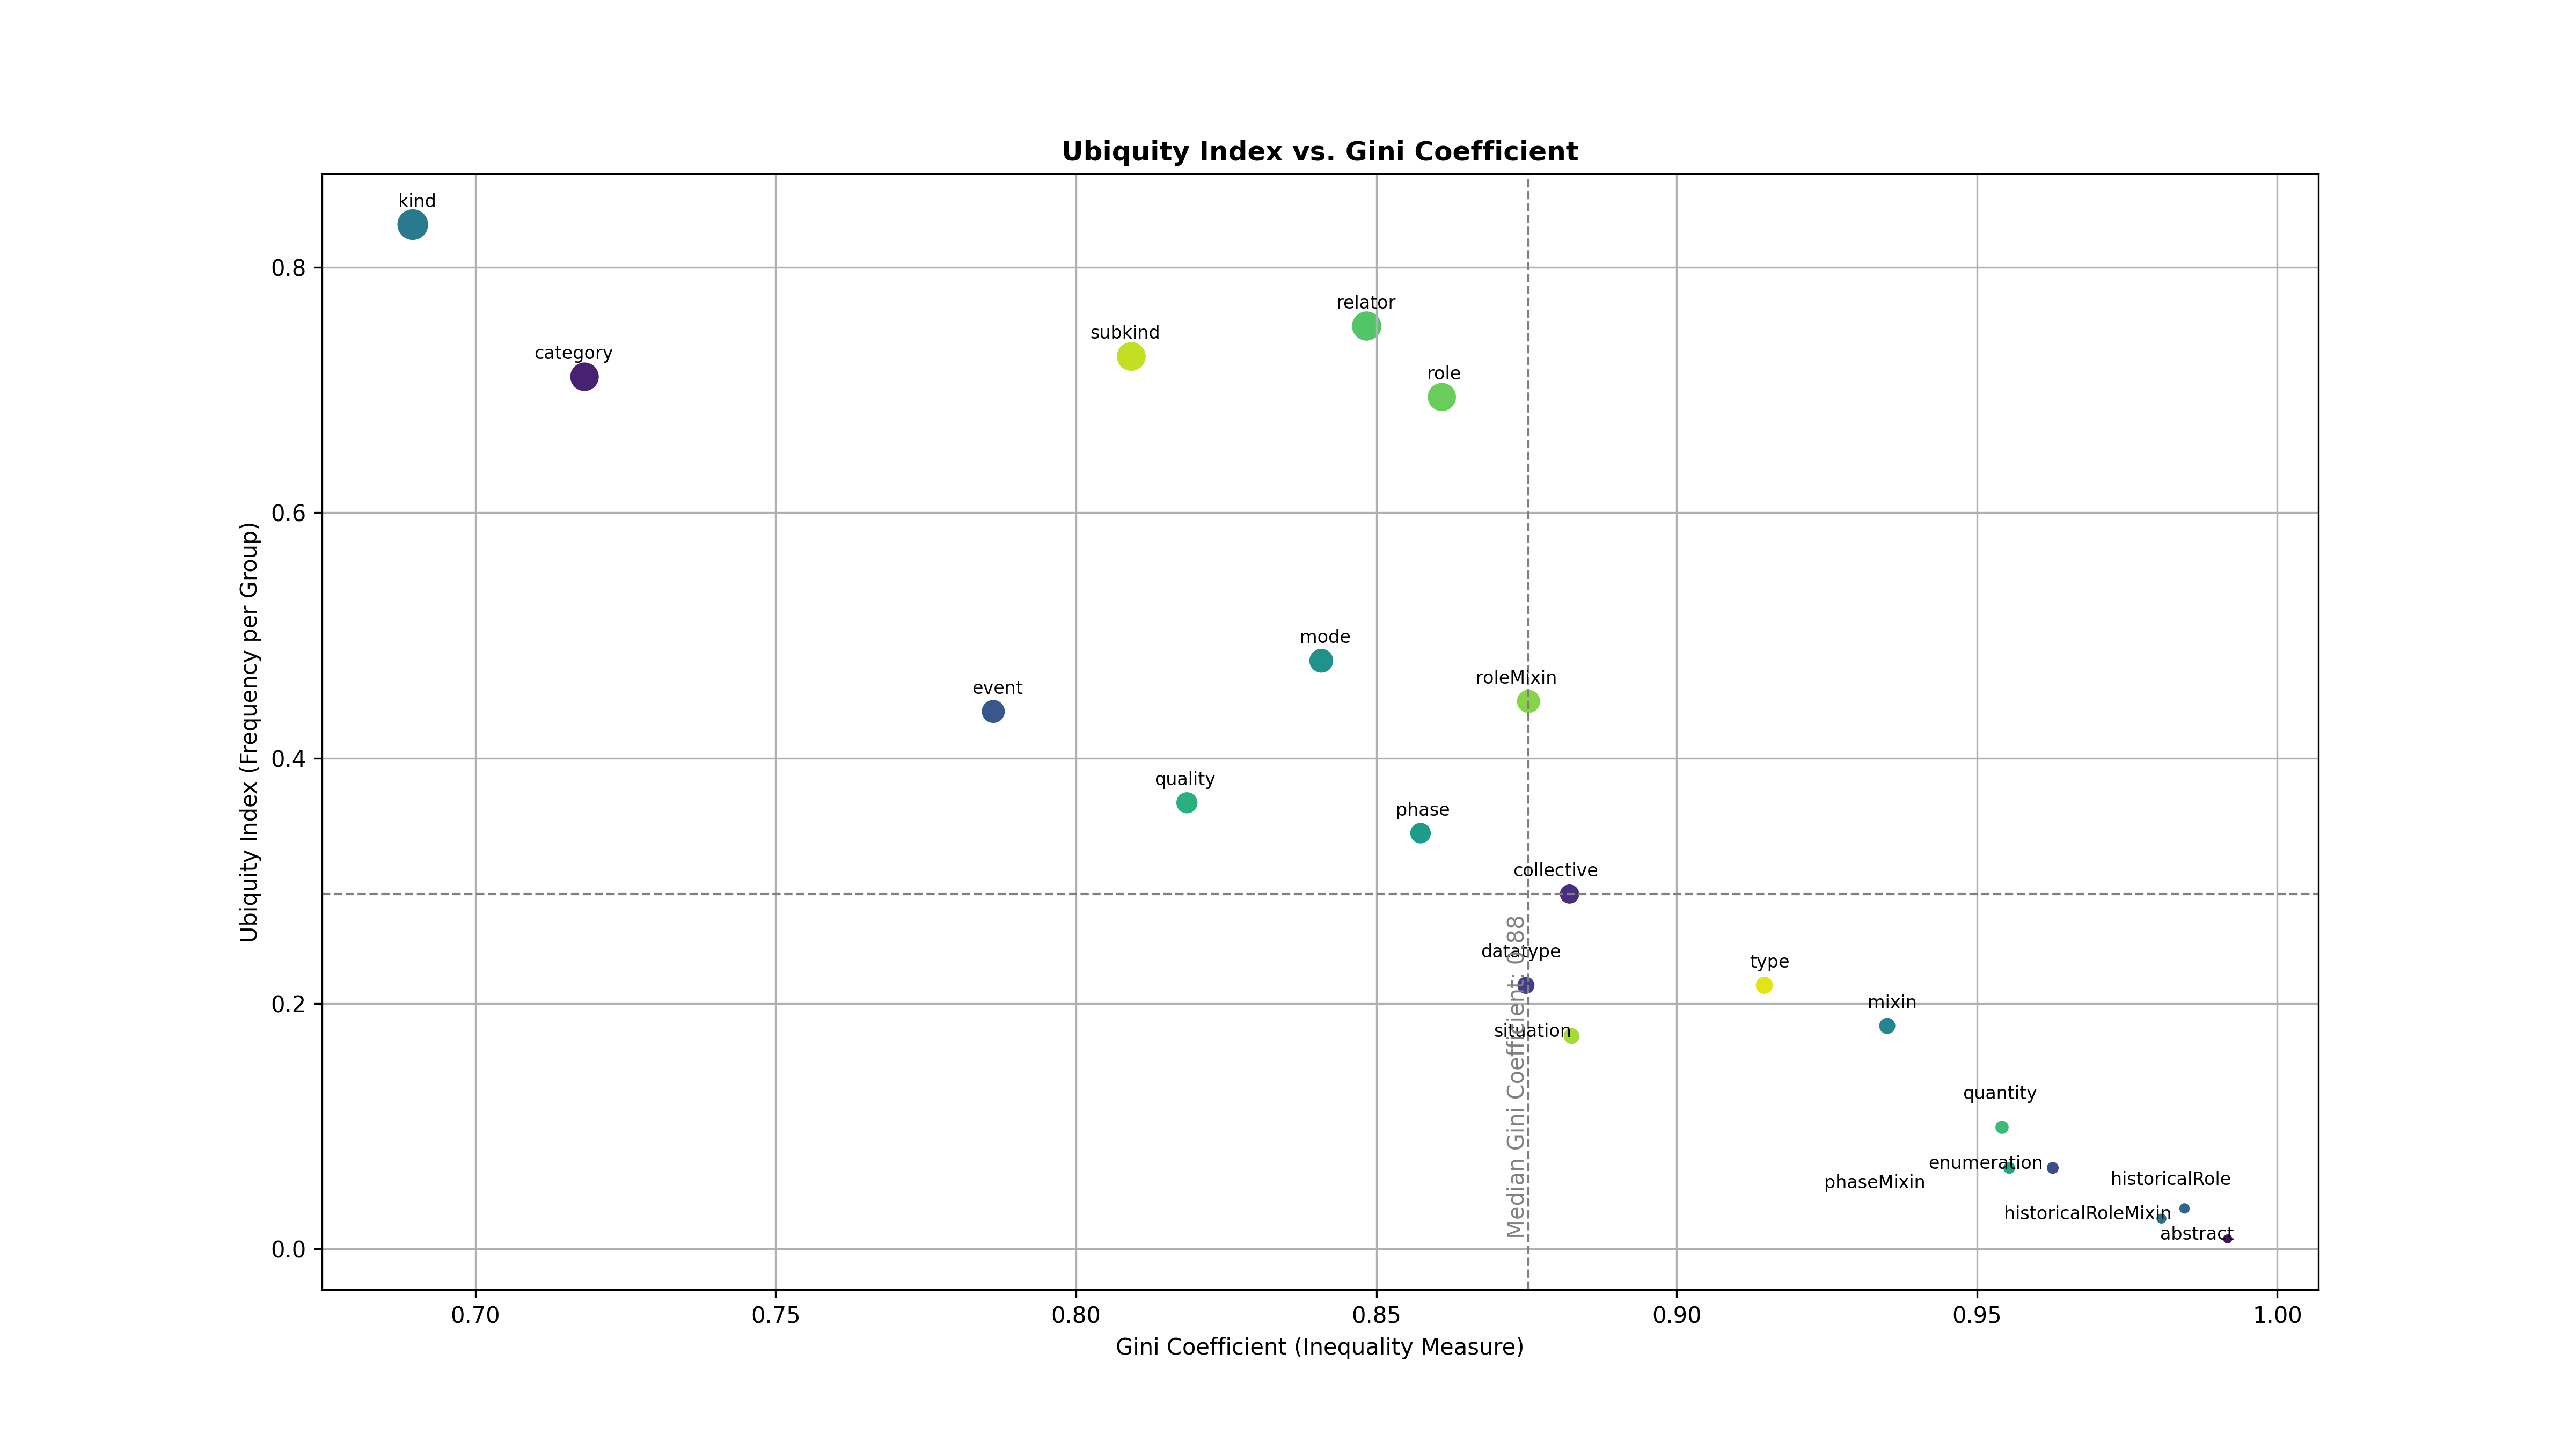 Ubiquity Index vs. Gini Coefficient
kind
relator
subkind
category
role
mode
roleMixin
event
quality
phase
collective
datatype
type
mixin
situation
quantity
enumeration
phaseMixin
historicalRole
historicalRoleMixin
abstract
Median Gini Coefficient: 0.88
Ubiquity Index (Frequency per Group)
0.8
0.6
0.4
0.2
0.0
0.70 0.75 0.80 0.85 0.90 0.95 1.00
Gini Coefficient (Inequality Measure)